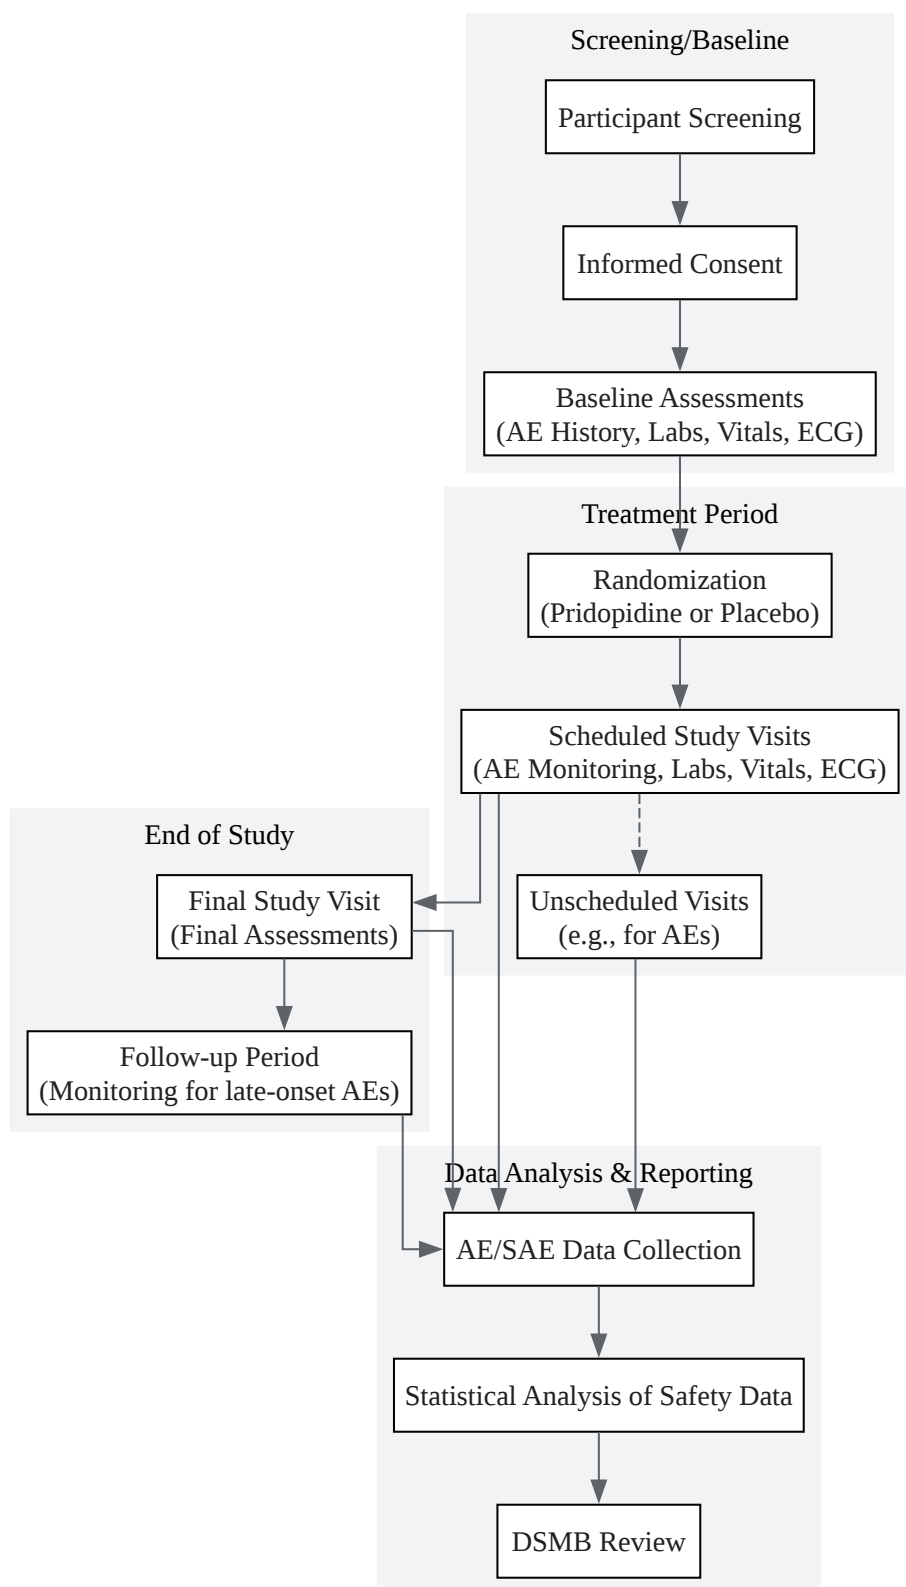 Screening/Baseline
Participant Screening
Informed Consent
Baseline Assessments
(AE History, Labs, Vitals, ECG)
Treatment Period
Randomization
(Pridopidine or Placebo)
Scheduled Study Visits
(AE Monitoring, Labs, Vitals, ECG)
End of Study
Final Study Visit
(Final Assessments)
Unscheduled Visits
(e.g., for AEs)
Follow-up Period
(Monitoring for late-onset AEs)
Data Analysis & Reporting
AE/SAE Data Collection
Statistical Analysis of Safety Data
DSMB Review